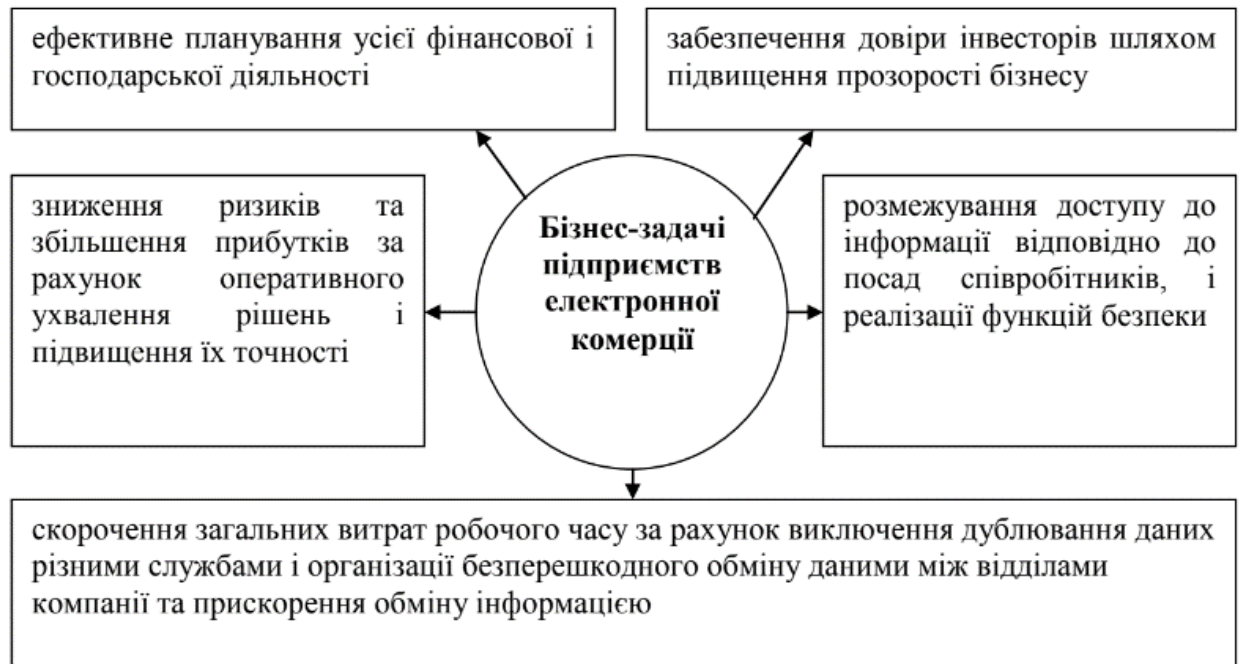 ефективне планування усієї фінансової і
господарської діяльності
забезпечення довіри інвесторів шляхом
підвищення прозорості бізнесу
зниження ризиків та
збільшення прибутків за
рахунок оперативного
ухвалення рішень і
підвищення їх точності
Бізнес-задачі
підприємств
електронної
комерції
розмежування доступу до
інформації відповідно до
посад співробітників, і
реалізації функцій безпеки
скорочення загальних витрат робочого часу за рахунок виключення дублювання даних
різними службами і організації безперешкодного обміну даними між відділами
компанії та прискорення обміну інформацією